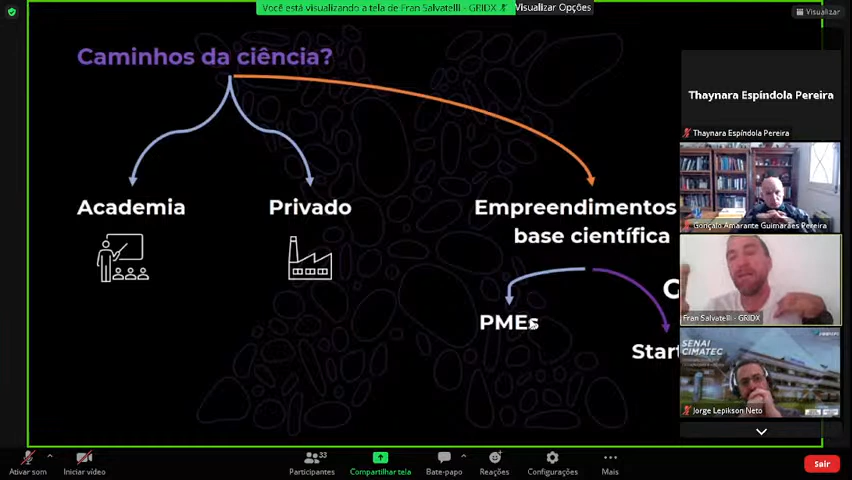 Você está visualizando a tela de Fran Salvatelli - GRIDX
Visualizar Opções
Visualizar
Caminhos da ciência?
Academia
Privado
Empreendimentos
base científica
PMEs
Start
Thaynara Espíndola Pereira
Thaynara Espíndola Pereira
Gonçalo Amarante Guimarães Pereira
Fran Salvatelli - GRIDX
SENAI
CIMATEC
Jorge Lepikson Neto
Ativar som
Iniciar vídeo
33
Participantes
Compartilhar tela
Bate-papo
Reações
Configurações
Mais
Sair